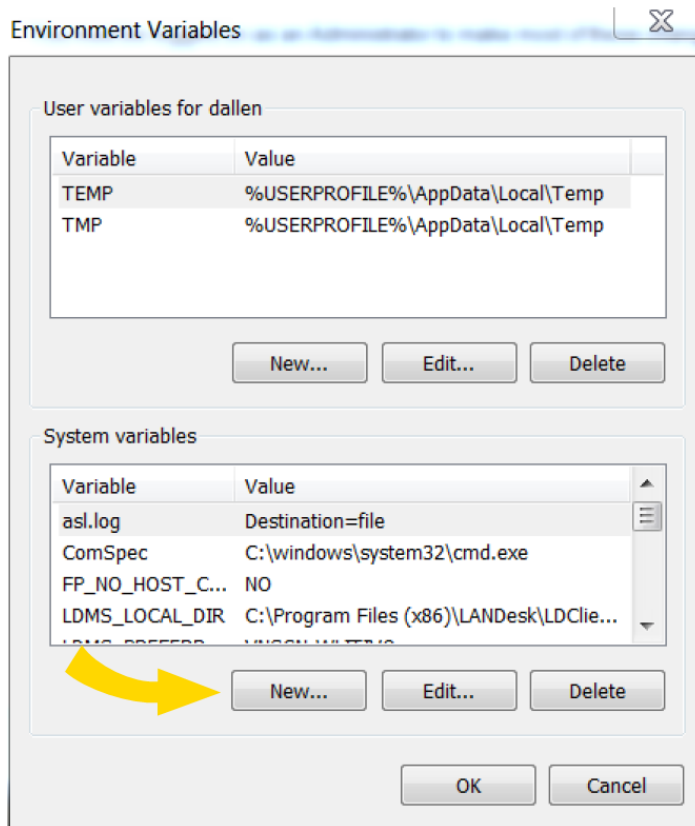 Environment Variables
User variables for dallen
Variable Value
TEMP %USERPROFILE%\AppData\Local\Temp
TMP %USERPROFILE%\AppData\Local\Temp
New... Edit... Delete
System variables
Variable Value
asl.log Destination=file
ComSpec C:\windows\system32\cmd.exe
FP_NO_HOST_C... NO
LDMS_LOCAL_DIR C:\Program Files (x86)\LANDesk\LDClie...
New... Edit... Delete
OK Cancel